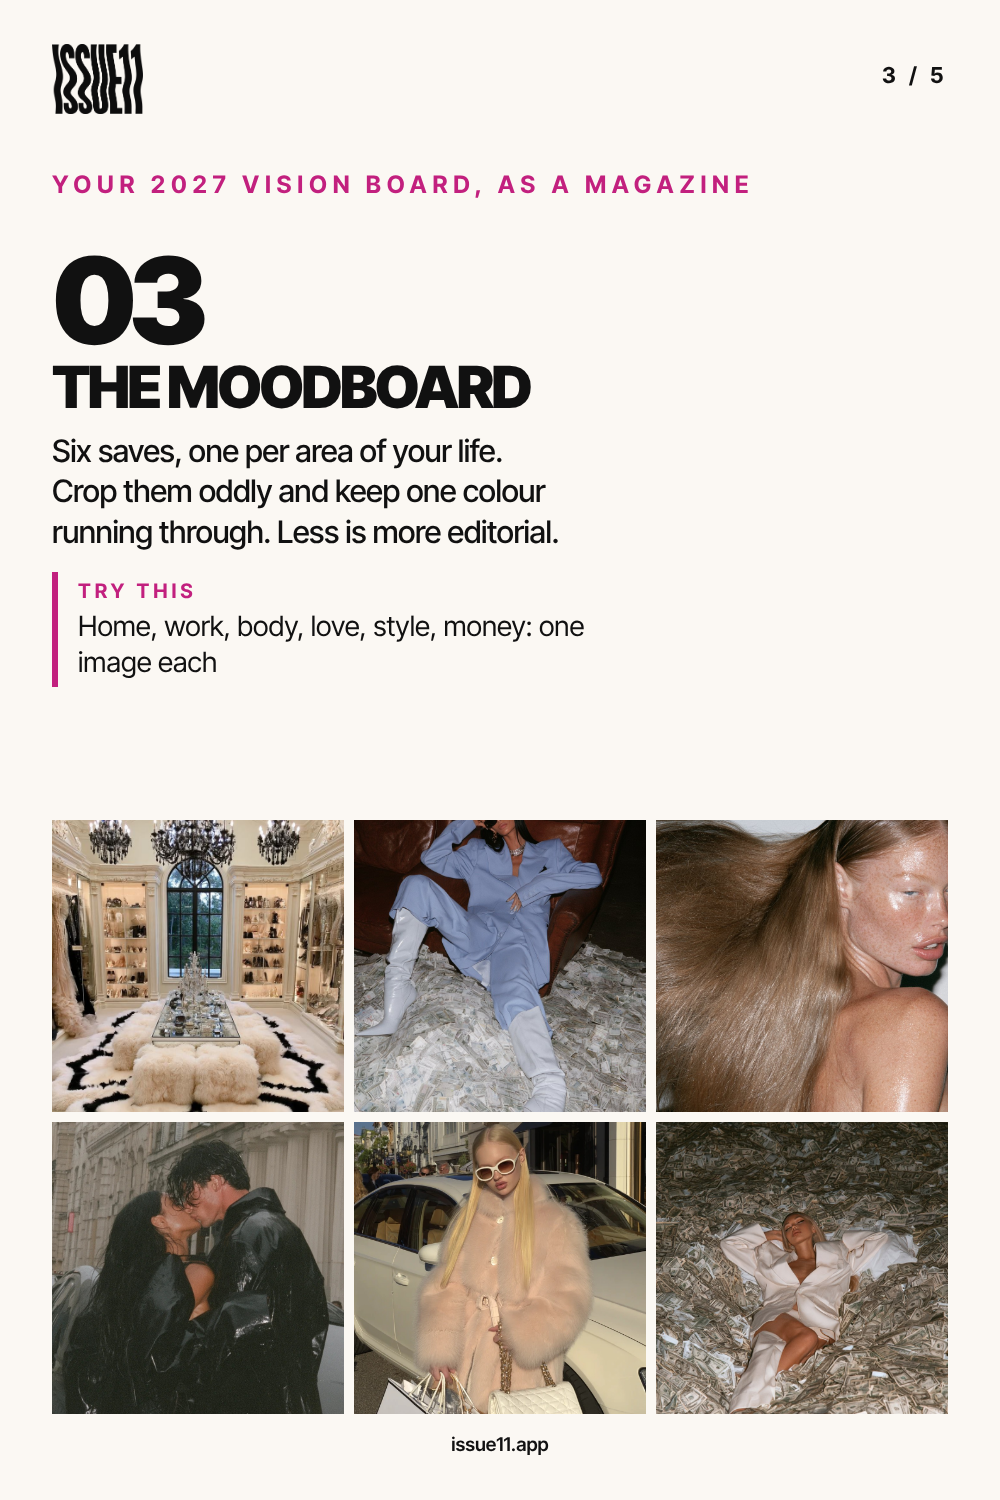 ISSUE11
3 / 5
YOUR 2027 VISION BOARD, AS A MAGAZINE
03
THE MOODBOARD
Six saves, one per area of your life.
Crop them oddly and keep one colour
running through. Less is more editorial.
TRY THIS
Home, work, body, love, style, money: one
image each
issue11.app